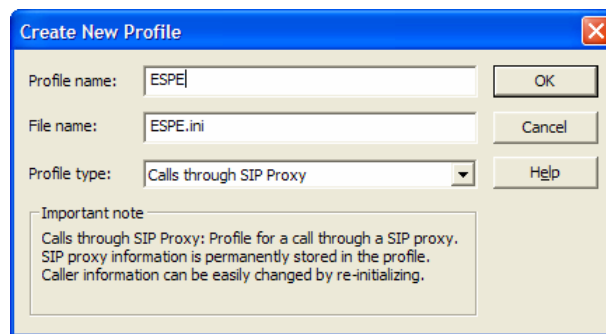 Create New Profile
Profile name: ESPE OK
File name: ESPE.ini Cancel
Profile type: Calls through SIP Proxy Help
Important note
Calls through SIP Proxy: Profile for a call through a SIP proxy.
SIP proxy information is permanently stored in the profile.
Caller information can be easily changed by re-initializing.